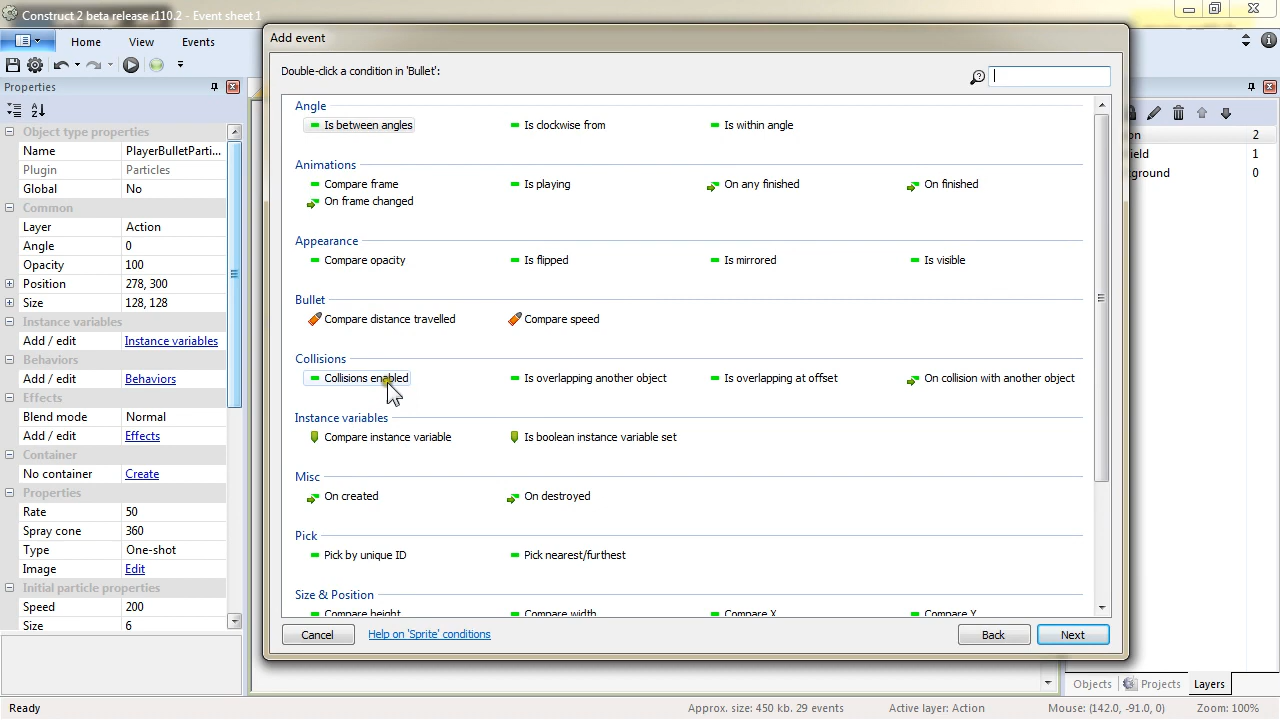 Construct 2 beta release r110.2 - Event sheet 1
Home View Events
Properties
Object type properties
Name PlayerBulletParti...
Plugin Particles
Global No
Common
Layer Action
Angle 0
Opacity 100
Position 278, 300
Size 128, 128
Instance variables
Add / edit Instance variables
Behaviors
Add / edit Behaviors
Effects
Blend mode Normal
Add / edit Effects
Container
No container Create
Properties
Rate 50
Spray cone 360
Type One-shot
Image Edit
Initial particle properties
Speed 200
Size 6
Add event
Double-click a condition in 'Bullet':
Angle
Is between angles Is clockwise from Is within angle
Animations
Compare frame Is playing On any finished On finished
On frame changed
Appearance
Compare opacity Is flipped Is mirrored Is visible
Bullet
Compare distance travelled Compare speed
Collisions
Collisions enabled Is overlapping another object Is overlapping at offset On collision with another object
Instance variables
Compare instance variable Is boolean instance variable set
Misc
On created On destroyed
Pick
Pick by unique ID Pick nearest/furthest
Size & Position
Compare height Compare width Compare X Compare Y
Cancel Help on 'Sprite' conditions Back Next
on 2
ield 1
ground 0
Objects Projects Layers
Ready Approx. size: 450 kb. 29 events Active layer: Action Mouse: (142.0, -91.0, 0) Zoom: 100%